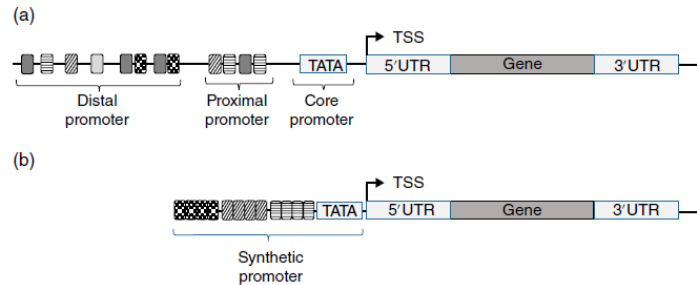 (a)
TSS
TATA
5′UTR
Gene
3′UTR
Distal promoter
Proximal promoter
Core promoter
(b)
TSS
TATA
5′UTR
Gene
3′UTR
Synthetic promoter